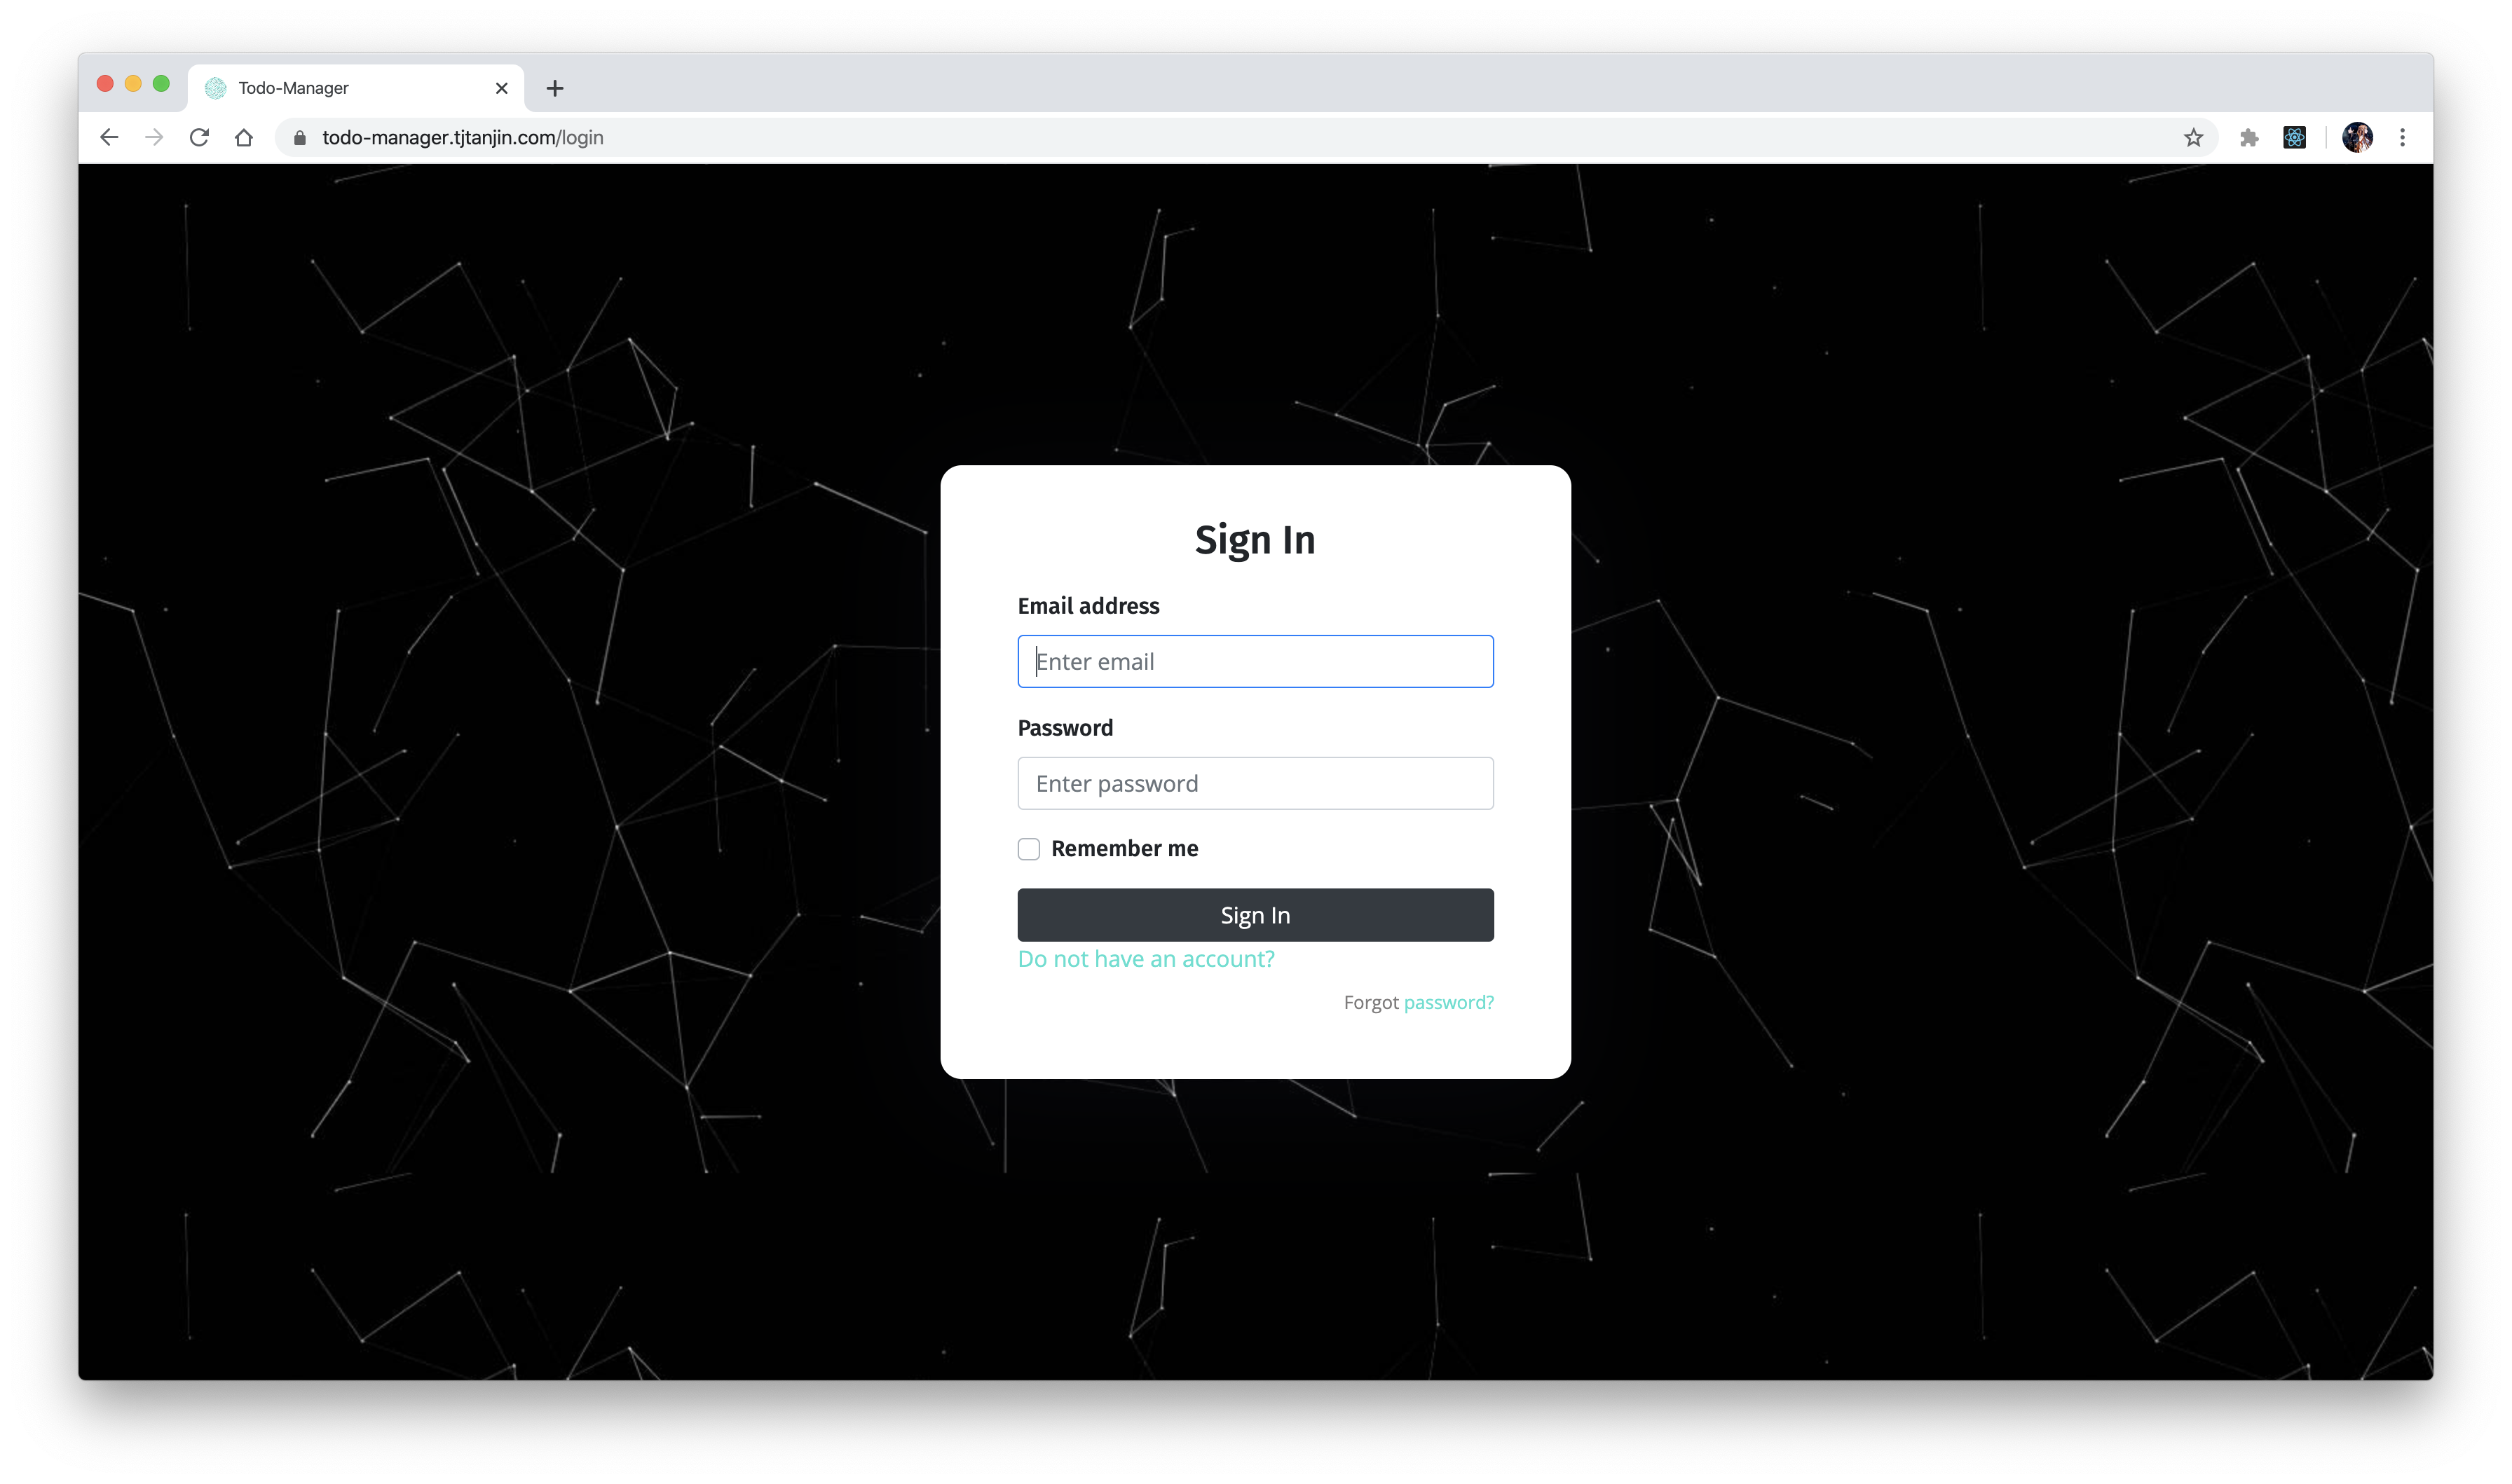 Todo-Manager
todo-manager.tjtanjin.com/login
Sign In
Email address
Enter email
Password
Enter password
Remember me
Sign In
Do not have an account?
Forgot password?